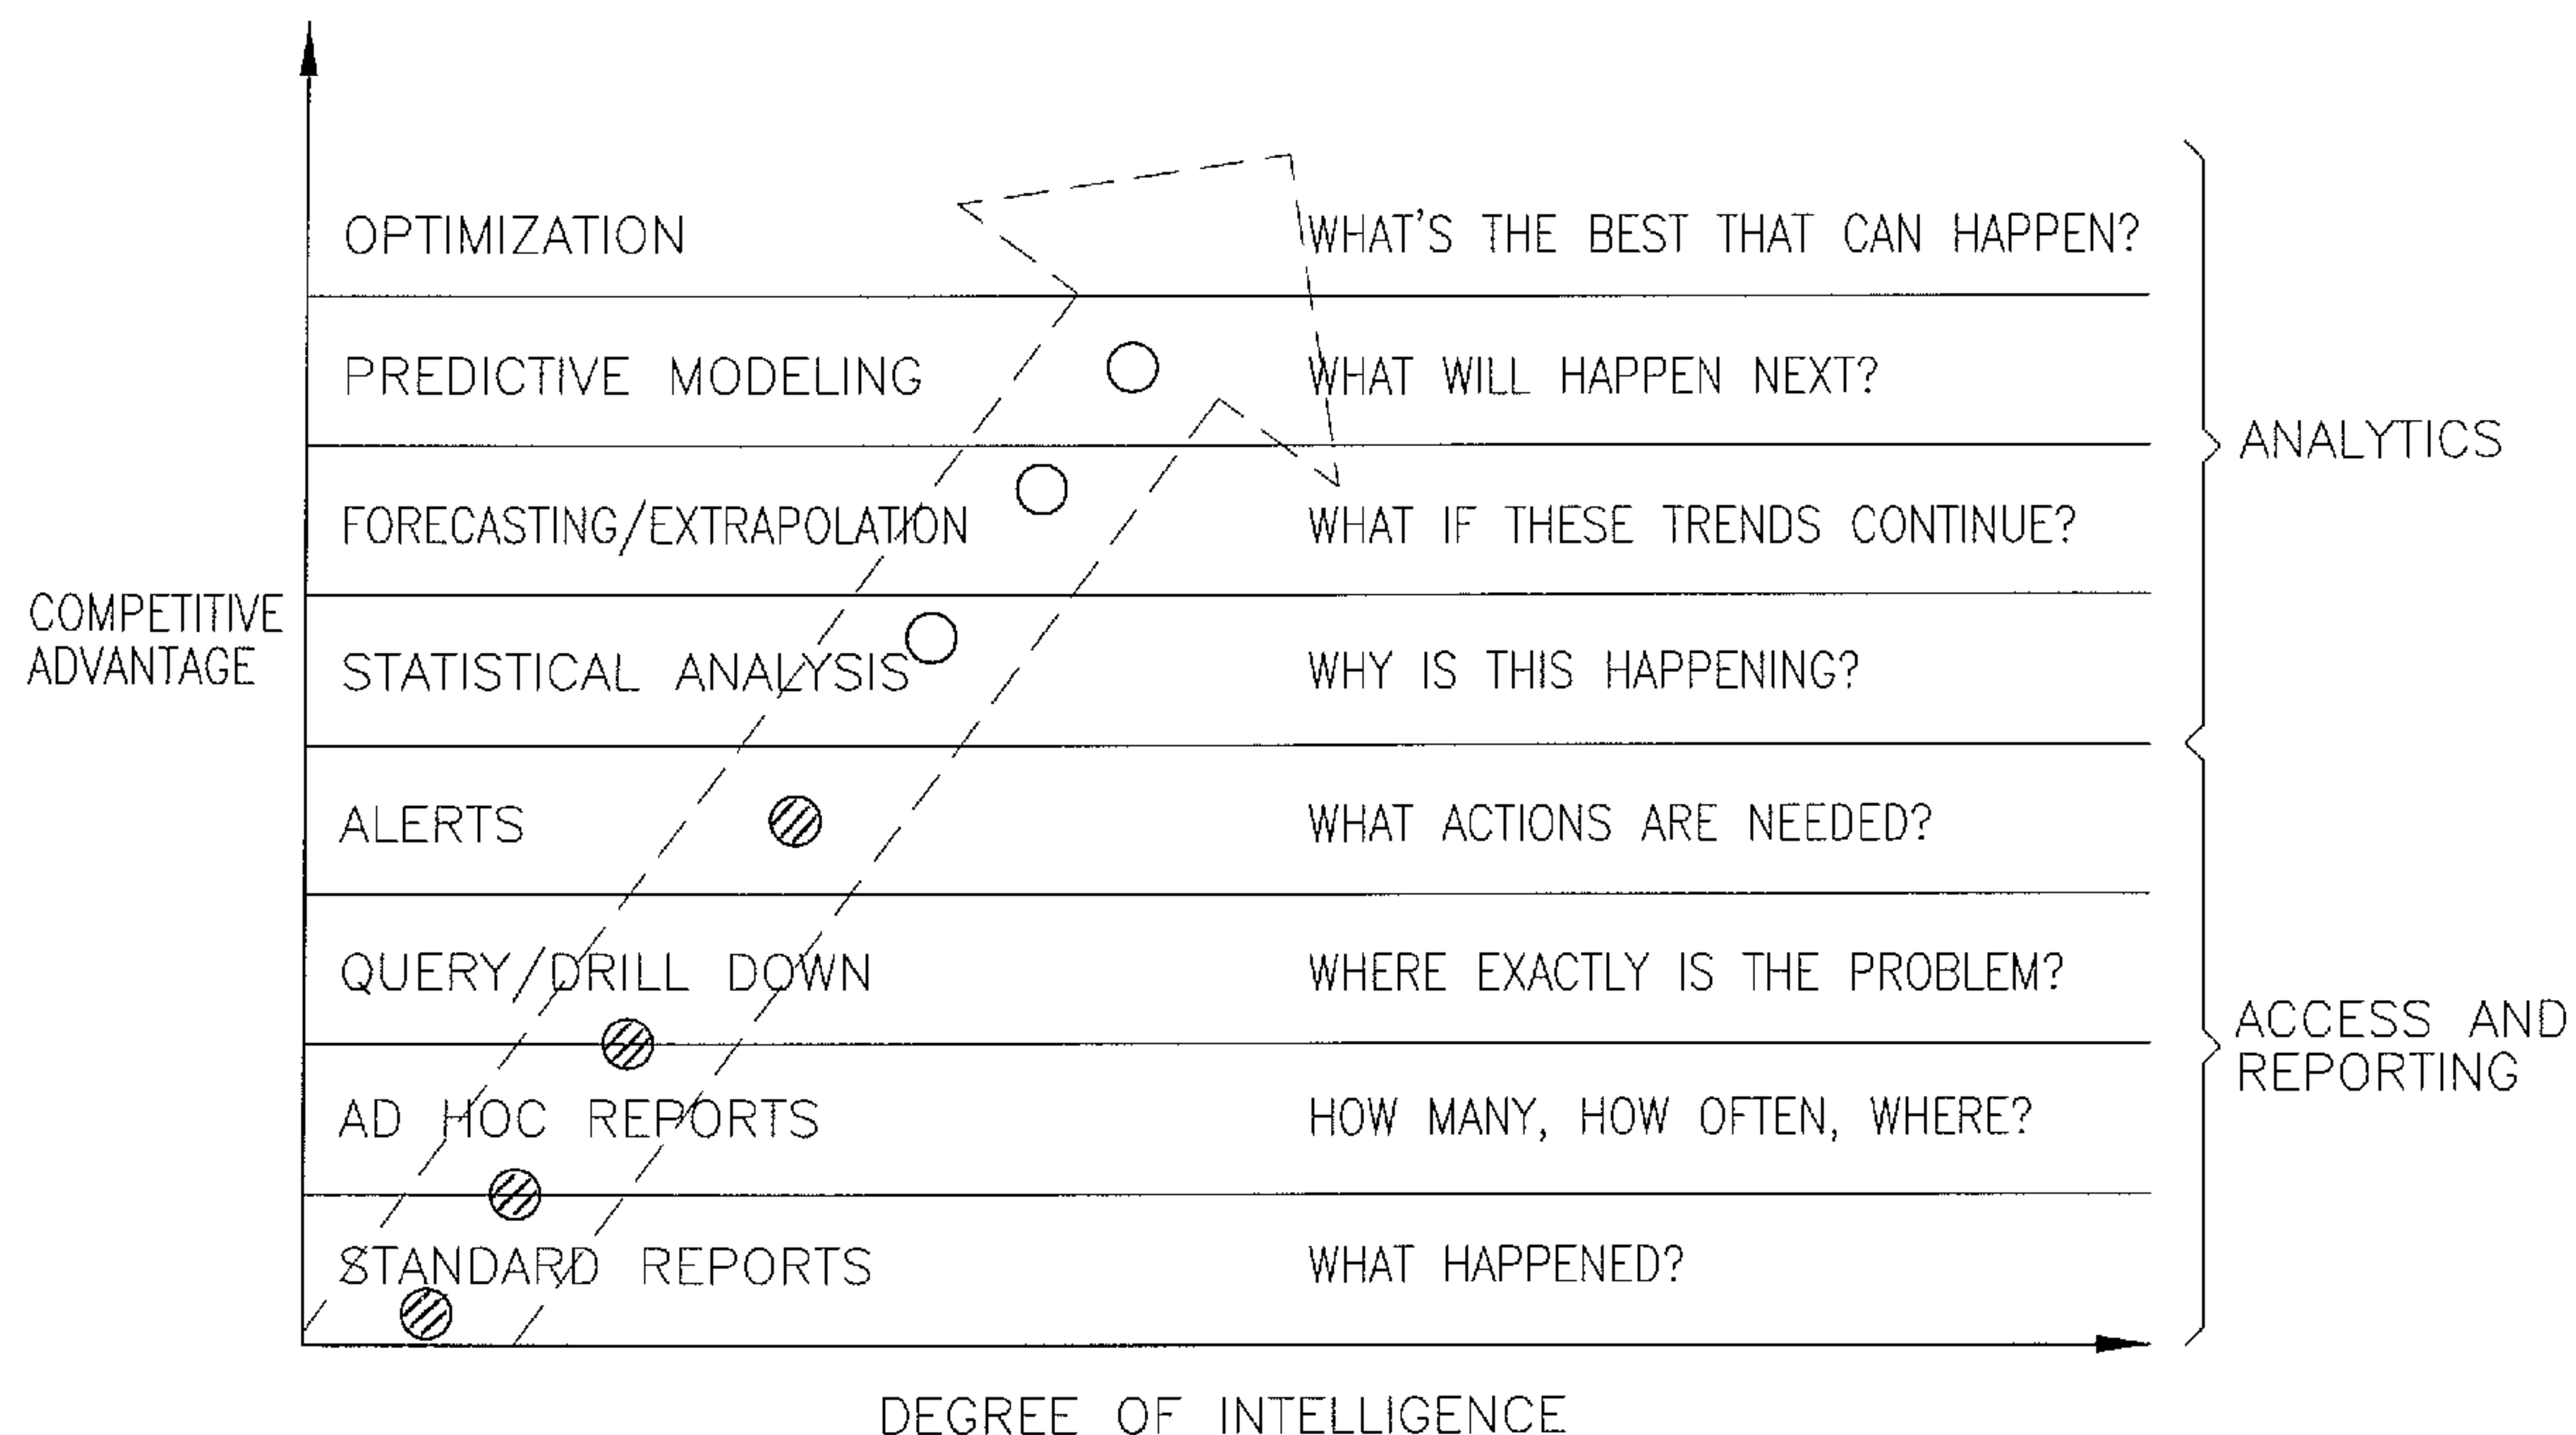 OPTIMIZATION
WHAT'S THE BEST THAT CAN HAPPEN?
PREDICTIVE MODELING
WHAT WILL HAPPEN NEXT?
ANALYTICS
FORECASTING/EXTRAPOLATION
WHAT IF THESE TRENDS CONTINUE?
COMPETITIVE
ADVANTAGE
STATISTICAL ANALYSIS
WHY IS THIS HAPPENING?
ALERTS
WHAT ACTIONS ARE NEEDED?
QUERY/DRILL DOWN
WHERE EXACTLY IS THE PROBLEM?
ACCESS AND
REPORTING
AD HOC REPORTS
HOW MANY, HOW OFTEN, WHERE?
STANDARD REPORTS
WHAT HAPPENED?
DEGREE OF INTELLIGENCE